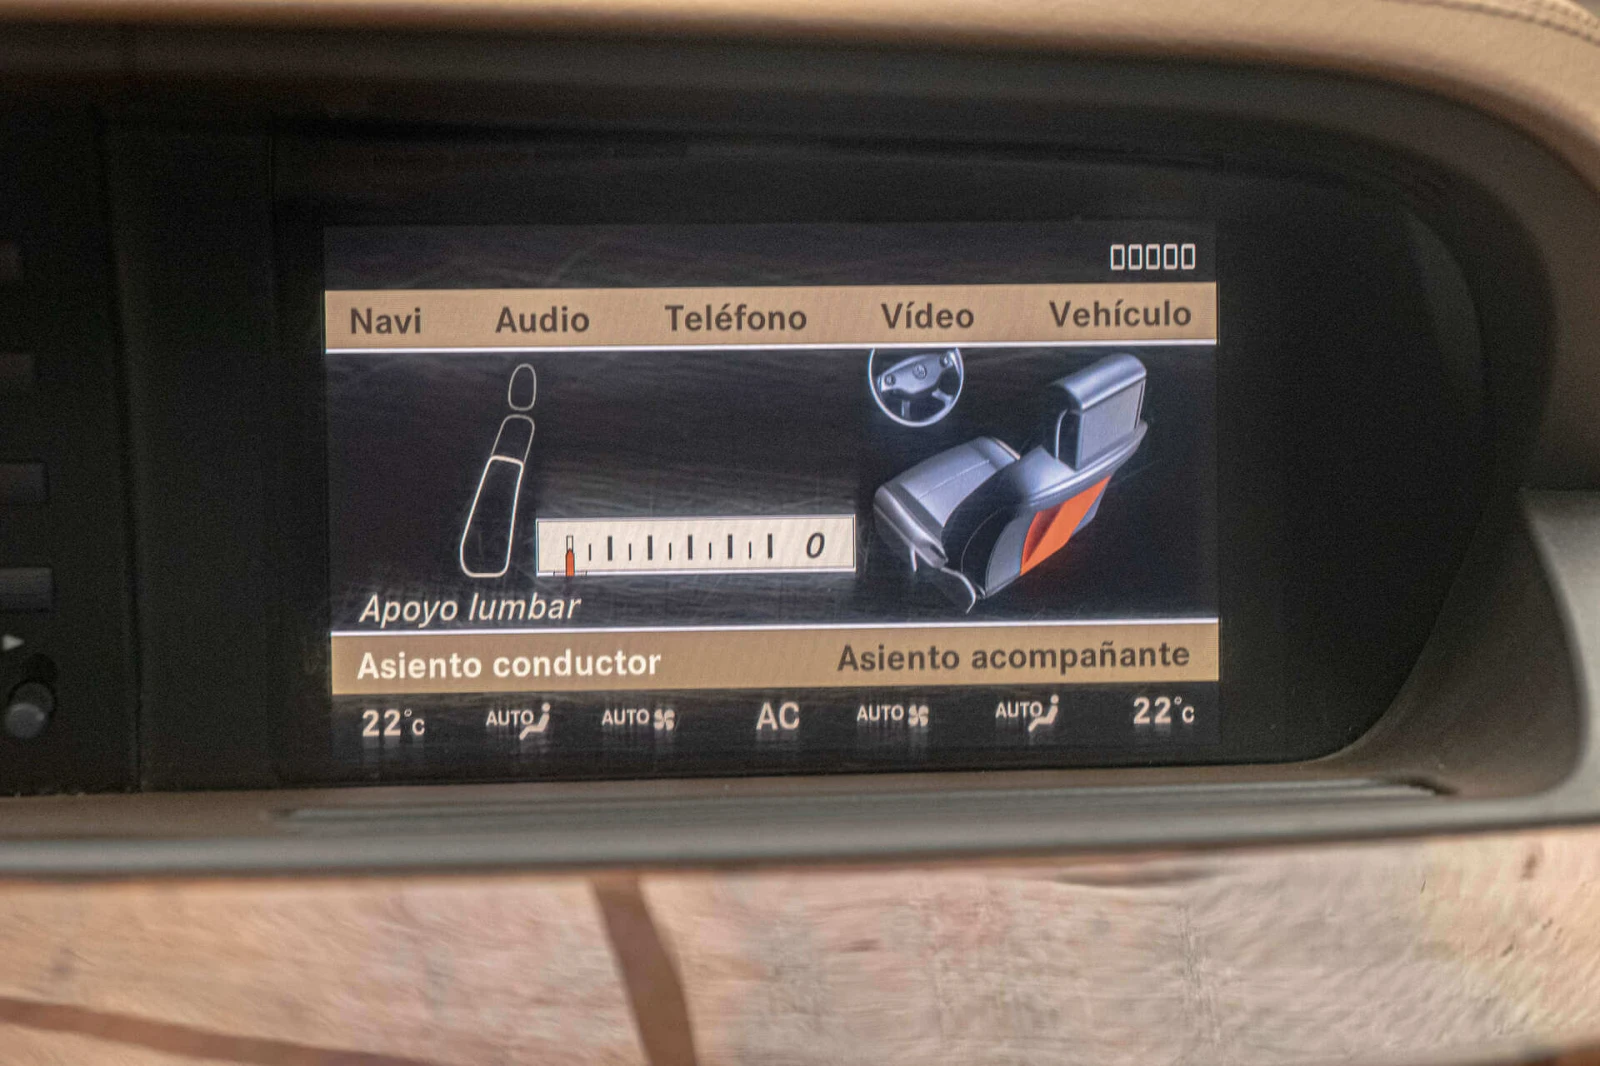 Navi Audio Teléfono Vídeo Vehículo
0
Apoyo lumbar
Asiento conductor Asiento acompañante
22°c AUTO AUTO AC AUTO AUTO 22°c